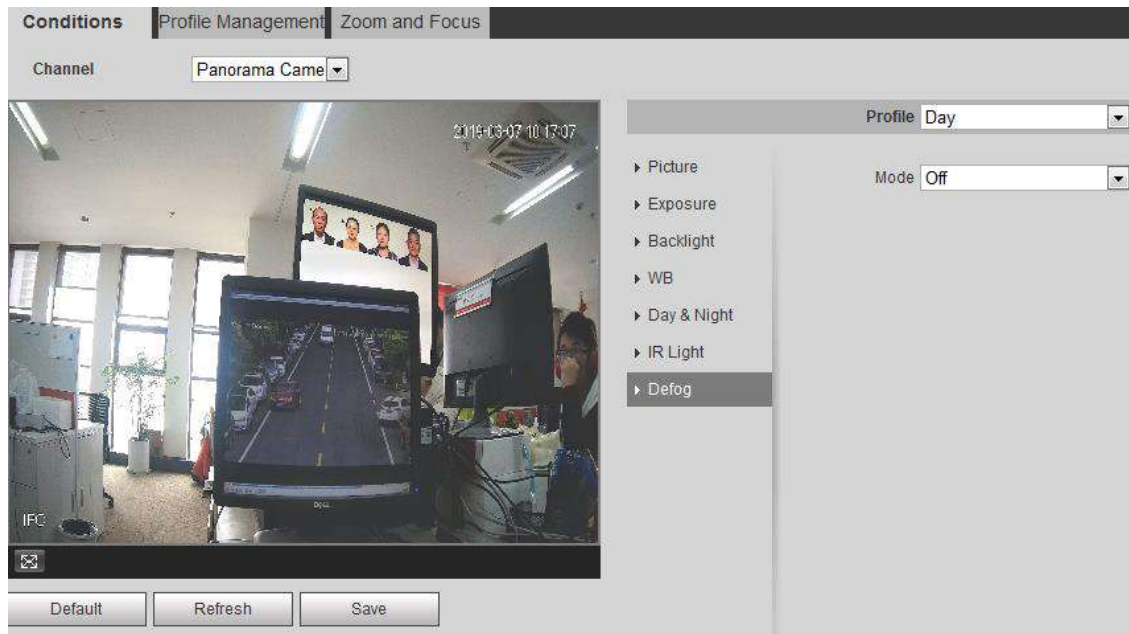 Conditions Profile Management Zoom and Focus
Channel Panorama Came
2019-03-07 10:17:07
Profile Day
Picture
Mode Off
Exposure
Backlight
WB
Day & Night
IR Light
Defog
DELL
IPC
Default Refresh Save